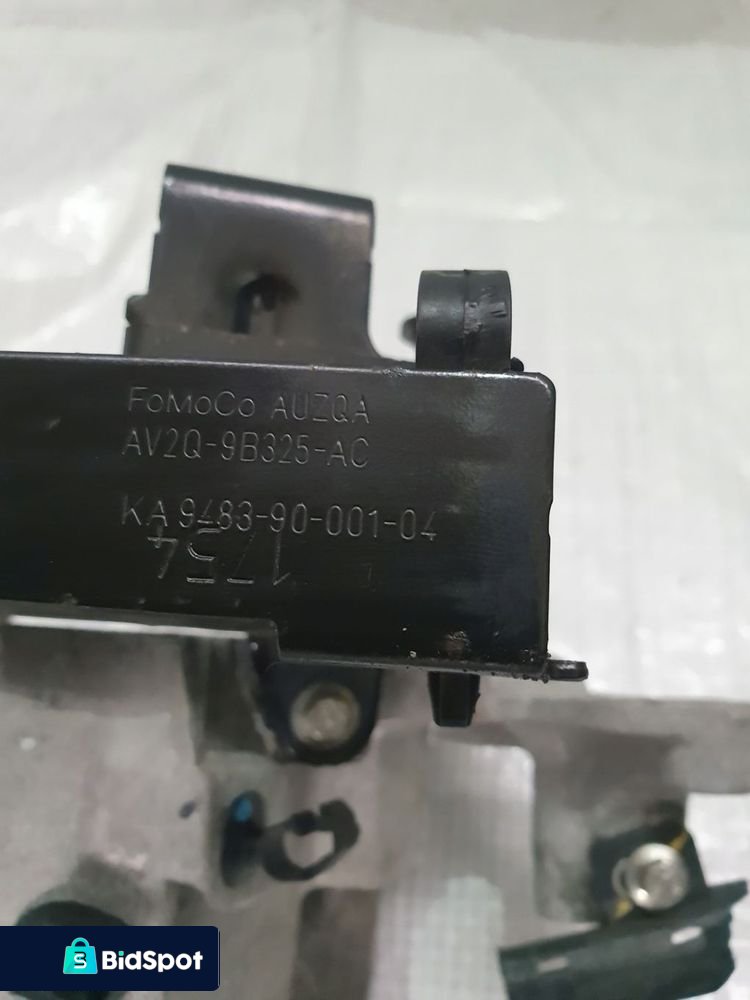 FoMoCo AUZQA
AV2Q-9B325-AC
KA 9483-90-001-04
1754
BidSpot